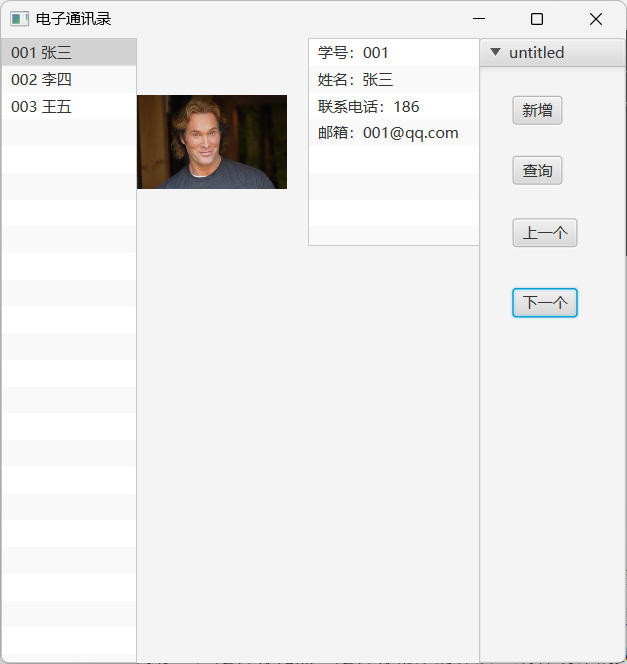 电子通讯录
001 张三
002 李四
003 王五
学号：001
姓名：张三
联系电话：186
邮箱：001@qq.com
untitled
新增
查询
上一个
下一个